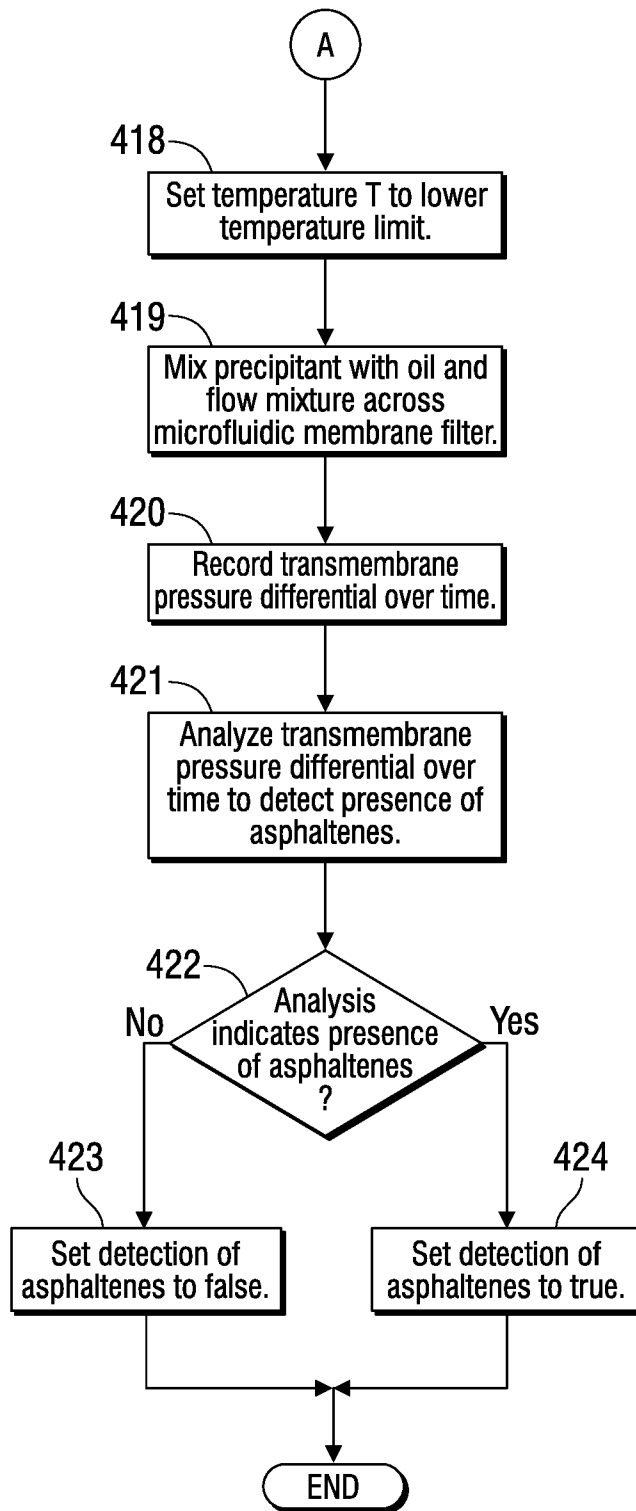 A
418
Set temperature T to lower
temperature limit.
419
Mix precipitant with oil and
flow mixture across
microfluidic membrane filter.
420
Record transmembrane
pressure differential over time.
421
Analyze transmembrane
pressure differential over
time to detect presence of
asphaltenes.
422
Analysis
indicates presence
of asphaltenes
?
No
Yes
423
Set detection of
asphaltenes to false.
424
Set detection of
asphaltenes to true.
END